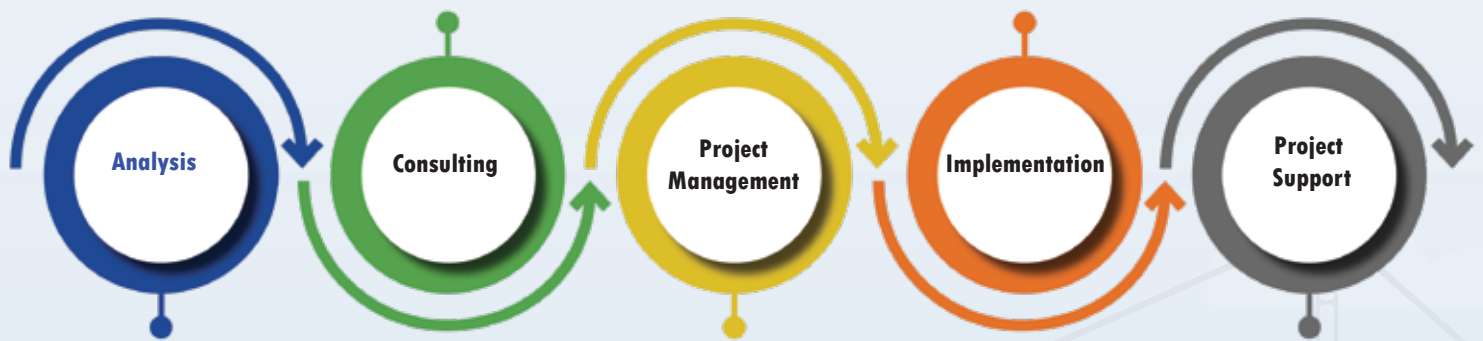 Analysis
Consulting
Project
Management
Implementation
Project
Support